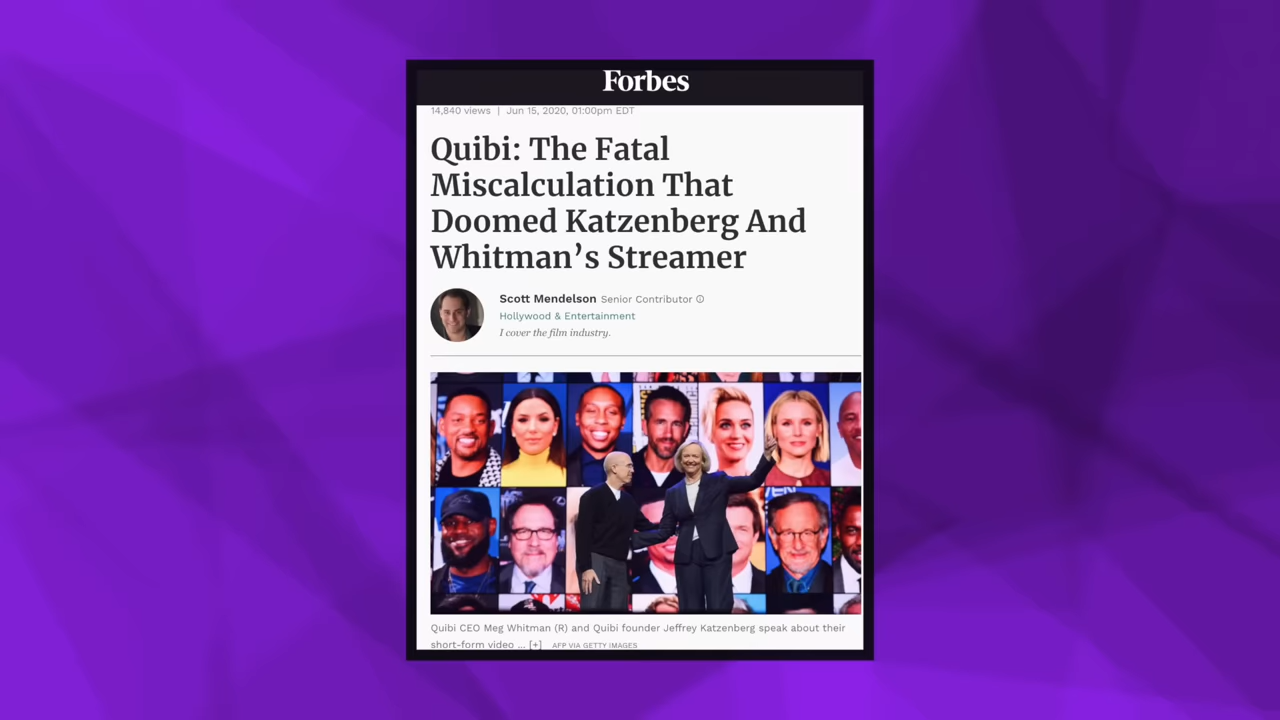 Forbes
14,840 views | Jun 15, 2020, 01:00pm EDT
Quibi: The Fatal
Miscalculation That
Doomed Katzenberg And
Whitman’s Streamer
Scott Mendelson Senior Contributor
Hollywood & Entertainment
I cover the film industry.
Quibi CEO Meg Whitman (R) and Quibi founder Jeffrey Katzenberg speak about their
short-form video ... [+] AFP VIA GETTY IMAGES